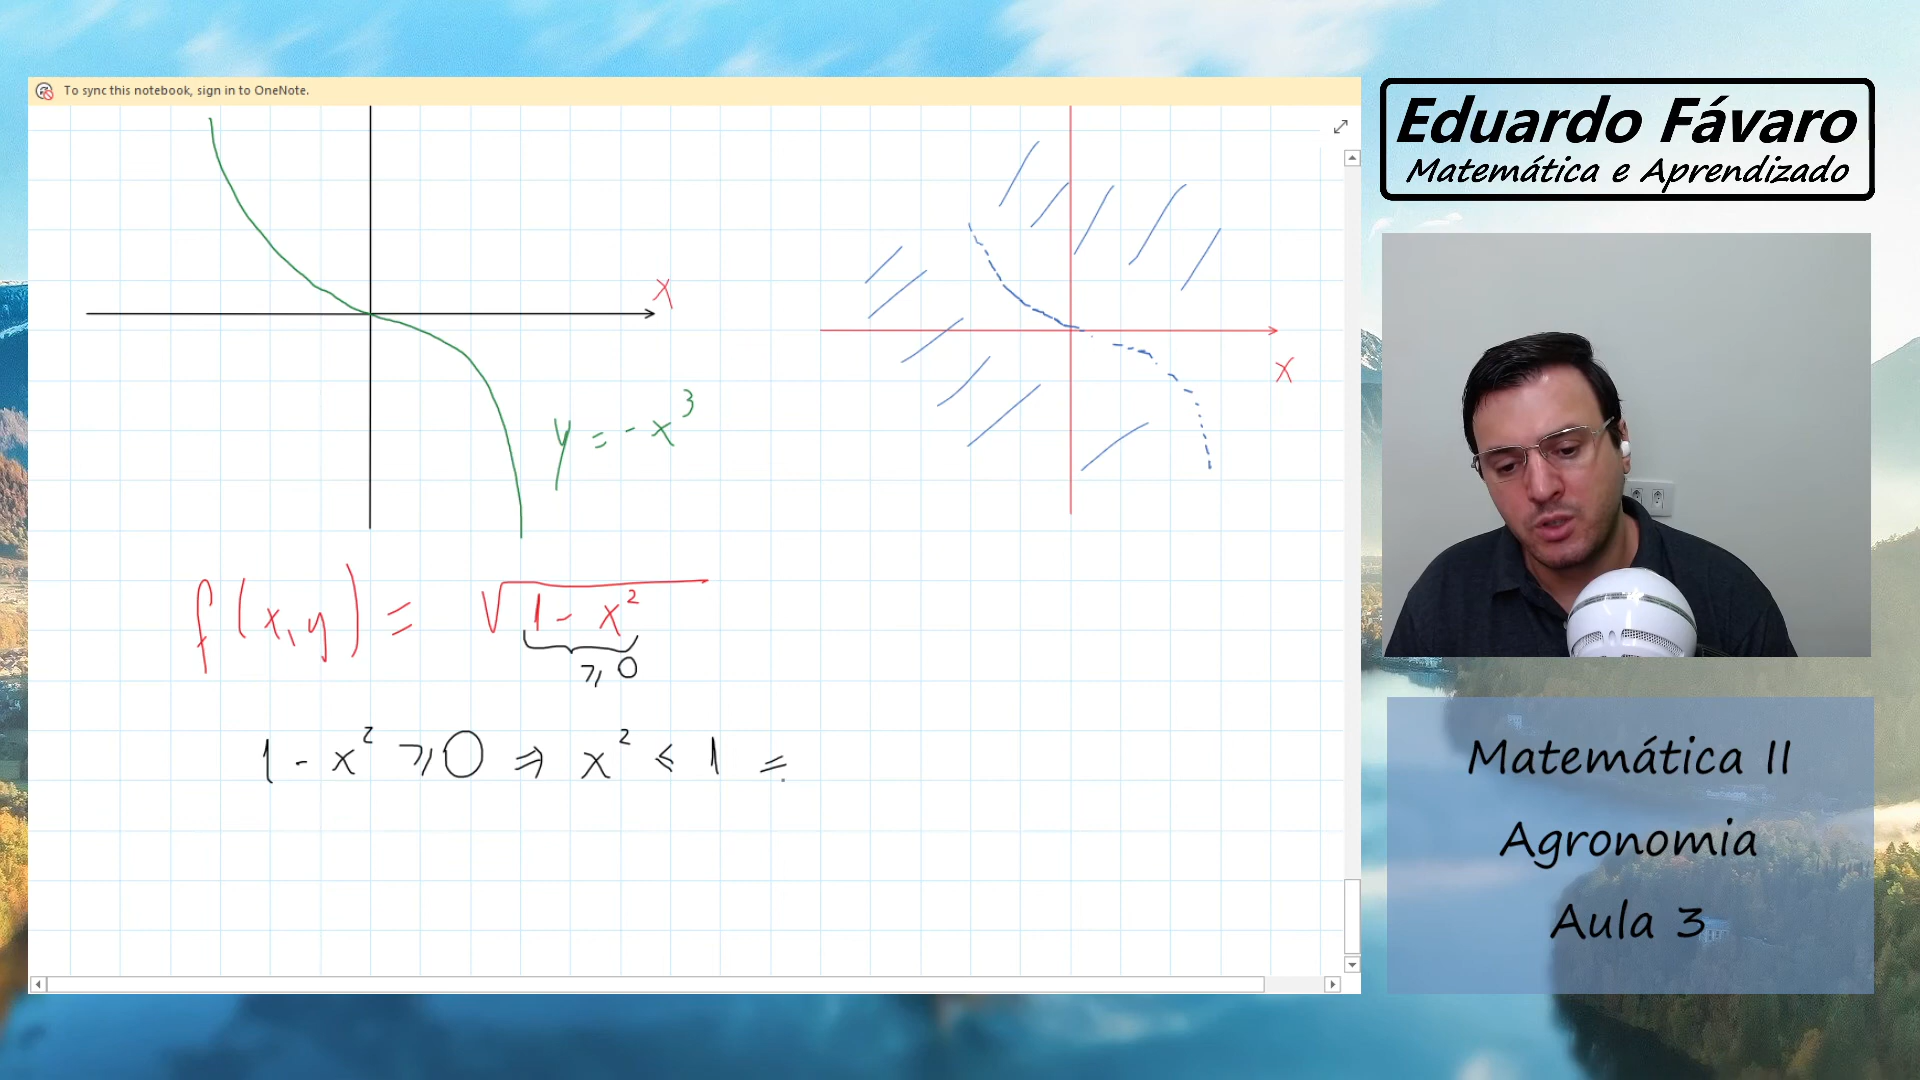 To sync this notebook, sign in to OneNote.
Eduardo Fávaro
Matemática e Aprendizado
x
x
y = -x³
f(x,y) = √1 - x²
≥ 0
1 - x² ≥ 0 ⇒ x² ≤ 1 =
Matemática II
Agronomia
Aula 3